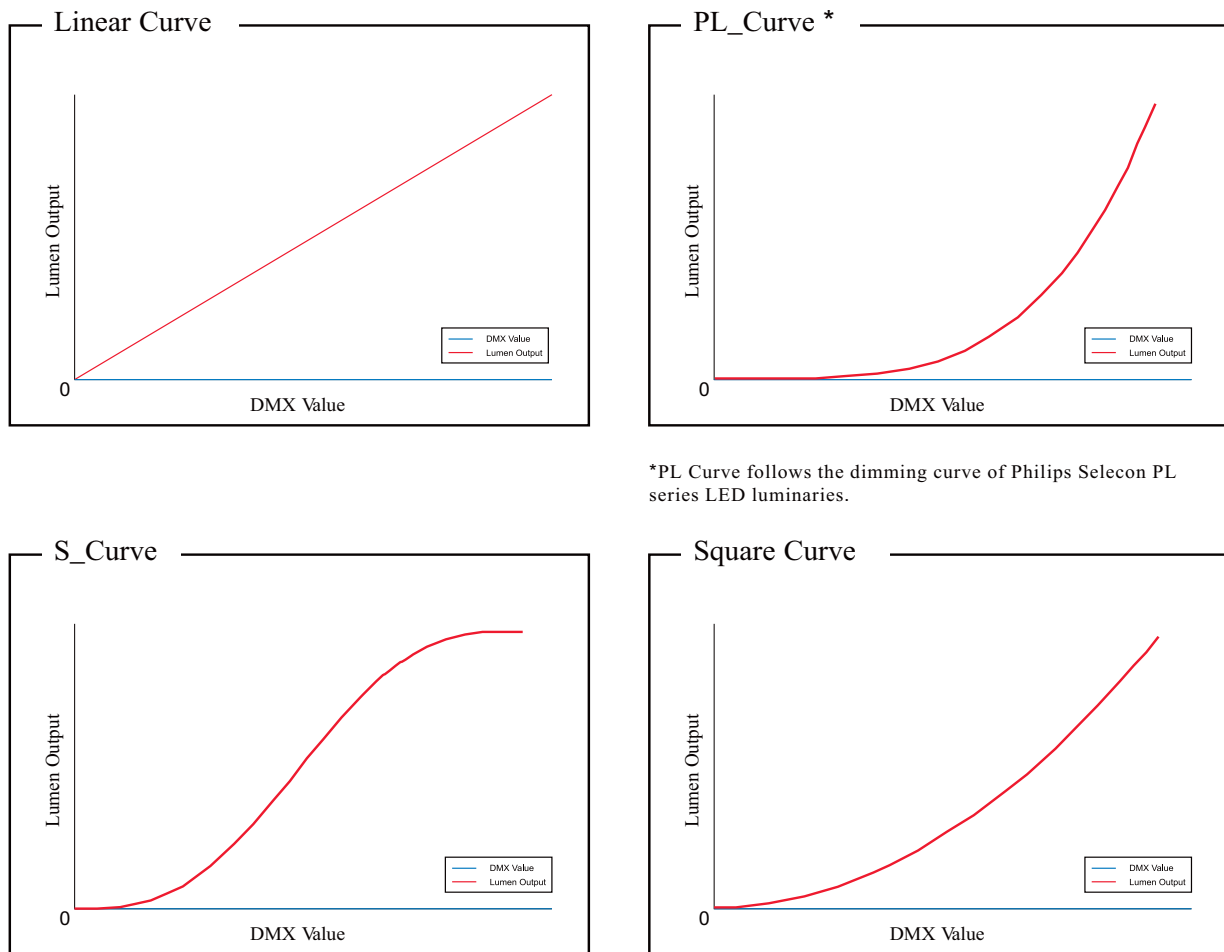 Linear Curve
Lumen Output
DMX Value
Lumen Output
0
DMX Value
PL_Curve *
Lumen Output
DMX Value
Lumen Output
0
DMX Value
*PL Curve follows the dimming curve of Philips Selecon PL
series LED luminaries.
S_Curve
Lumen Output
DMX Value
Lumen Output
0
DMX Value
Square Curve
Lumen Output
DMX Value
Lumen Output
0
DMX Value